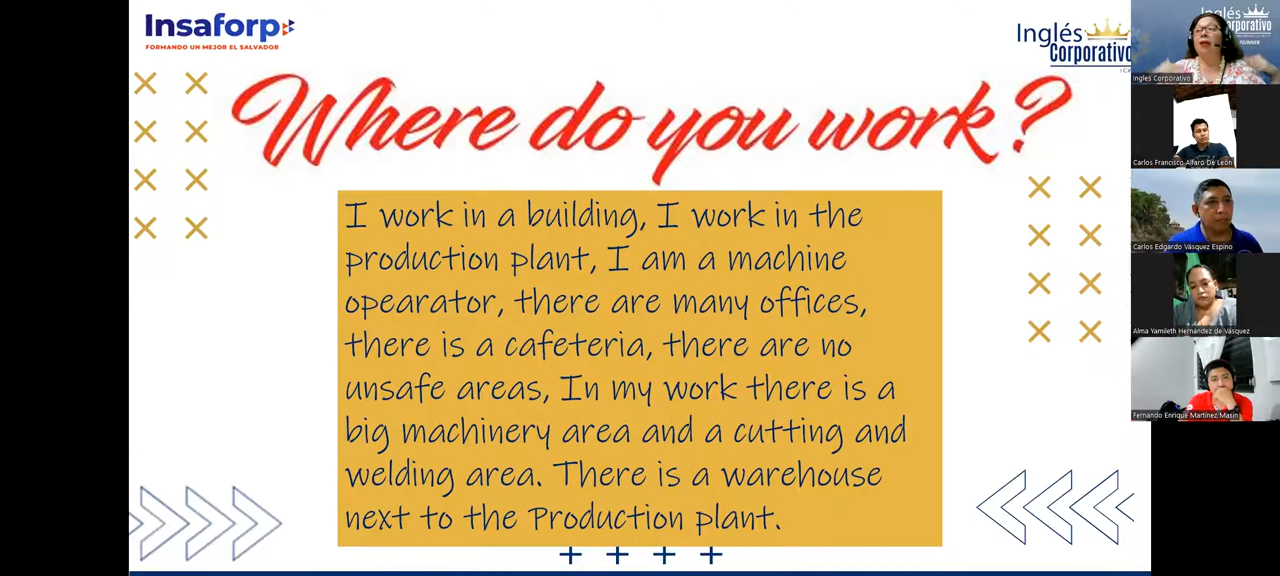 Insaforp
FORMANDO UN MEJOR EL SALVADOR
Inglés
Corporativo
Where do you work?
I work in a building, I work in the
production plant, I am a machine
opearator, there are many offices,
there is a cafeteria, there are no
unsafe areas, In my work there is a
big machinery area and a cutting and
welding area. There is a warehouse
next to the Production plant.
Inglés
Corporativo
Inglés Corporativo
Carlos Francisco Alfaro De León
Carlos Edgardo Vásquez Espino
Alma Yamileth Hernández de Vásquez
Fernando Enrique Martínez Masin